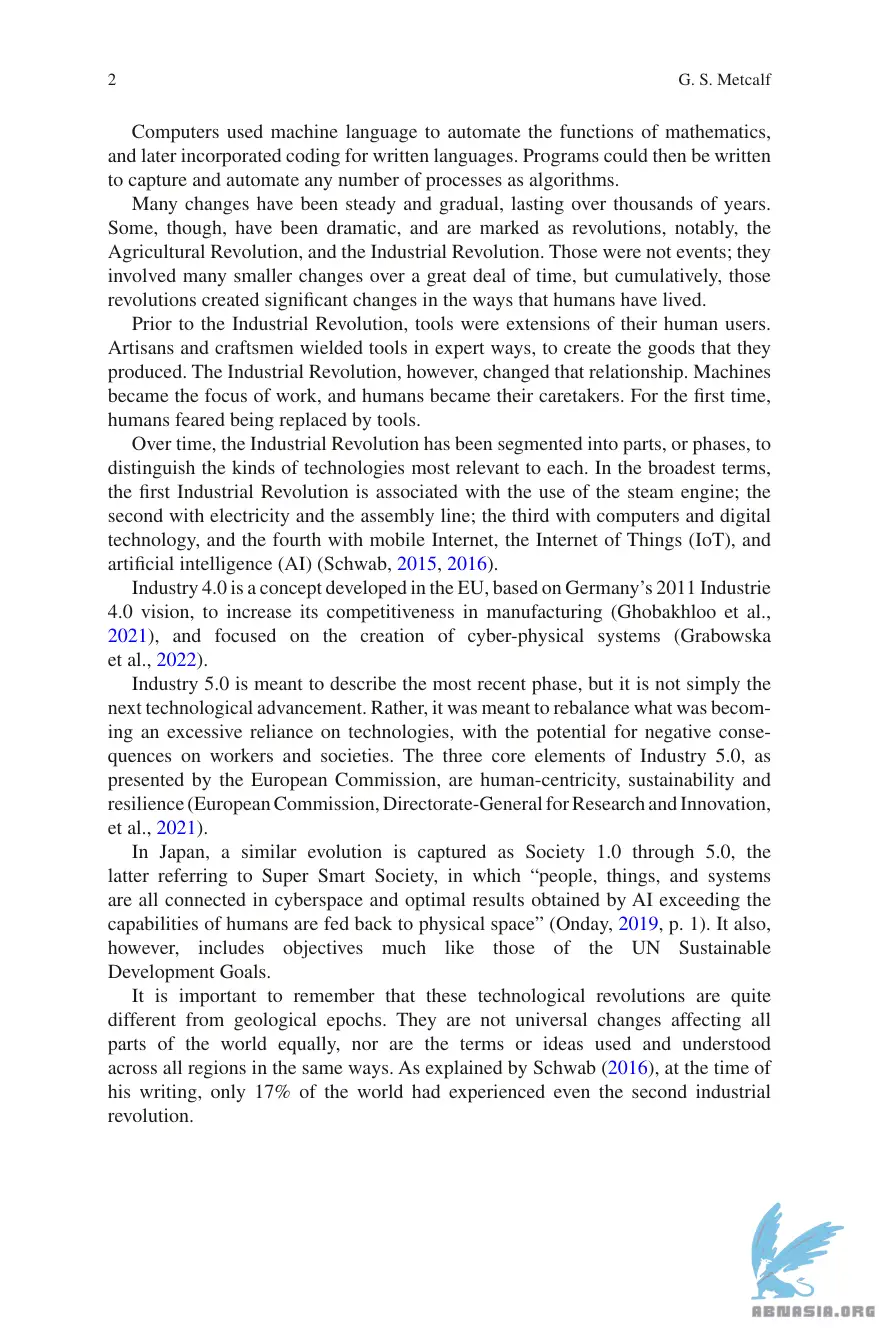 2
G. S. Metcalf
Computers used machine language to automate the functions of mathematics,
and later incorporated coding for written languages. Programs could then be written
to capture and automate any number of processes as algorithms.
Many changes have been steady and gradual, lasting over thousands of years.
Some, though, have been dramatic, and are marked as revolutions, notably, the
Agricultural Revolution, and the Industrial Revolution. Those were not events; they
involved many smaller changes over a great deal of time, but cumulatively, those
revolutions created significant changes in the ways that humans have lived.
Prior to the Industrial Revolution, tools were extensions of their human users.
Artisans and craftsmen wielded tools in expert ways, to create the goods that they
produced. The Industrial Revolution, however, changed that relationship. Machines
became the focus of work, and humans became their caretakers. For the first time,
humans feared being replaced by tools.
Over time, the Industrial Revolution has been segmented into parts, or phases, to
distinguish the kinds of technologies most relevant to each. In the broadest terms,
the first Industrial Revolution is associated with the use of the steam engine; the
second with electricity and the assembly line; the third with computers and digital
technology, and the fourth with mobile Internet, the Internet of Things (IoT), and
artificial intelligence (AI) (Schwab, 2015, 2016).
Industry 4.0 is a concept developed in the EU, based on Germany's 2011 Industrie
4.0 vision, to increase its competitiveness in manufacturing (Ghobakhloo et al.,
2021), and focused on the creation of cyber-physical systems (Grabowska
et al., 2022).
Industry 5.0 is meant to describe the most recent phase, but it is not simply the
next technological advancement. Rather, it was meant to rebalance what was becom-
ing an excessive reliance on technologies, with the potential for negative conse-
quences on workers and societies. The three core elements of Industry 5.0, as
presented by the European Commission, are human-centricity, sustainability and
resilience (European Commission, Directorate-General for Research and Innovation,
et al., 2021).
In Japan, a similar evolution is captured as Society 1.0 through 5.0, the
latter referring to Super Smart Society, in which “people, things, and systems
are all connected in cyberspace and optimal results obtained by AI exceeding the
capabilities of humans are fed back to physical space” (Onday, 2019, p. 1). It also,
however, includes objectives much like those of the UN Sustainable
Development Goals.
It is important to remember that these technological revolutions are quite
different from geological epochs. They are not universal changes affecting all
parts of the world equally, nor are the terms or ideas used and understood
across all regions in the same ways. As explained by Schwab (2016), at the time of
his writing, only 17% of the world had experienced even the second industrial
revolution.
ABNASIA.ORG